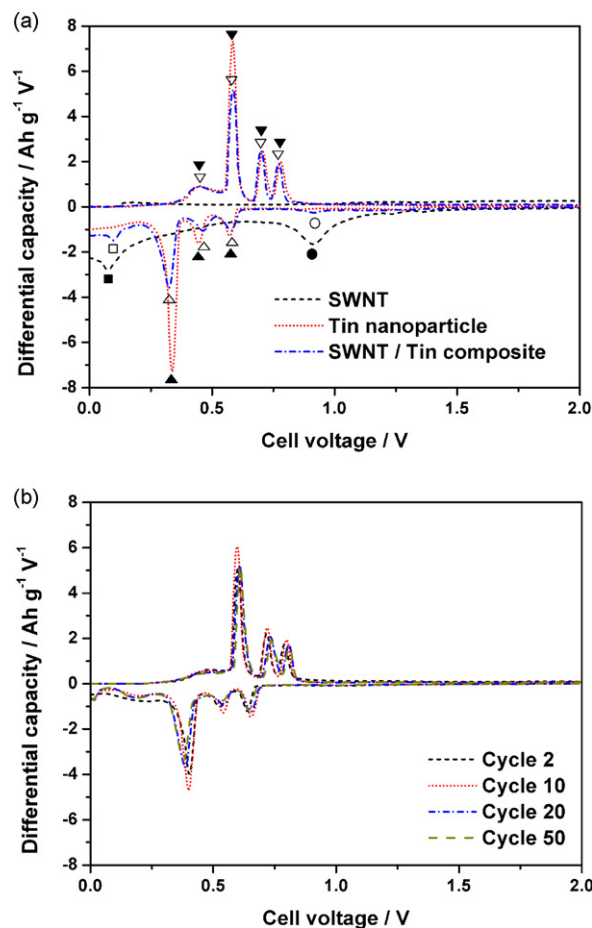 (a)
Differential capacity / Ah g⁻¹ V⁻¹
8
6
4
2
0
-2
-4
-6
-8
SWNT
Tin nanoparticle
SWNT / Tin composite
0.0 0.5 1.0 1.5 2.0
Cell voltage / V
(b)
Differential capacity / Ah g⁻¹ V⁻¹
8
6
4
2
0
-2
-4
-6
-8
Cycle 2
Cycle 10
Cycle 20
Cycle 50
0.0 0.5 1.0 1.5 2.0
Cell voltage / V